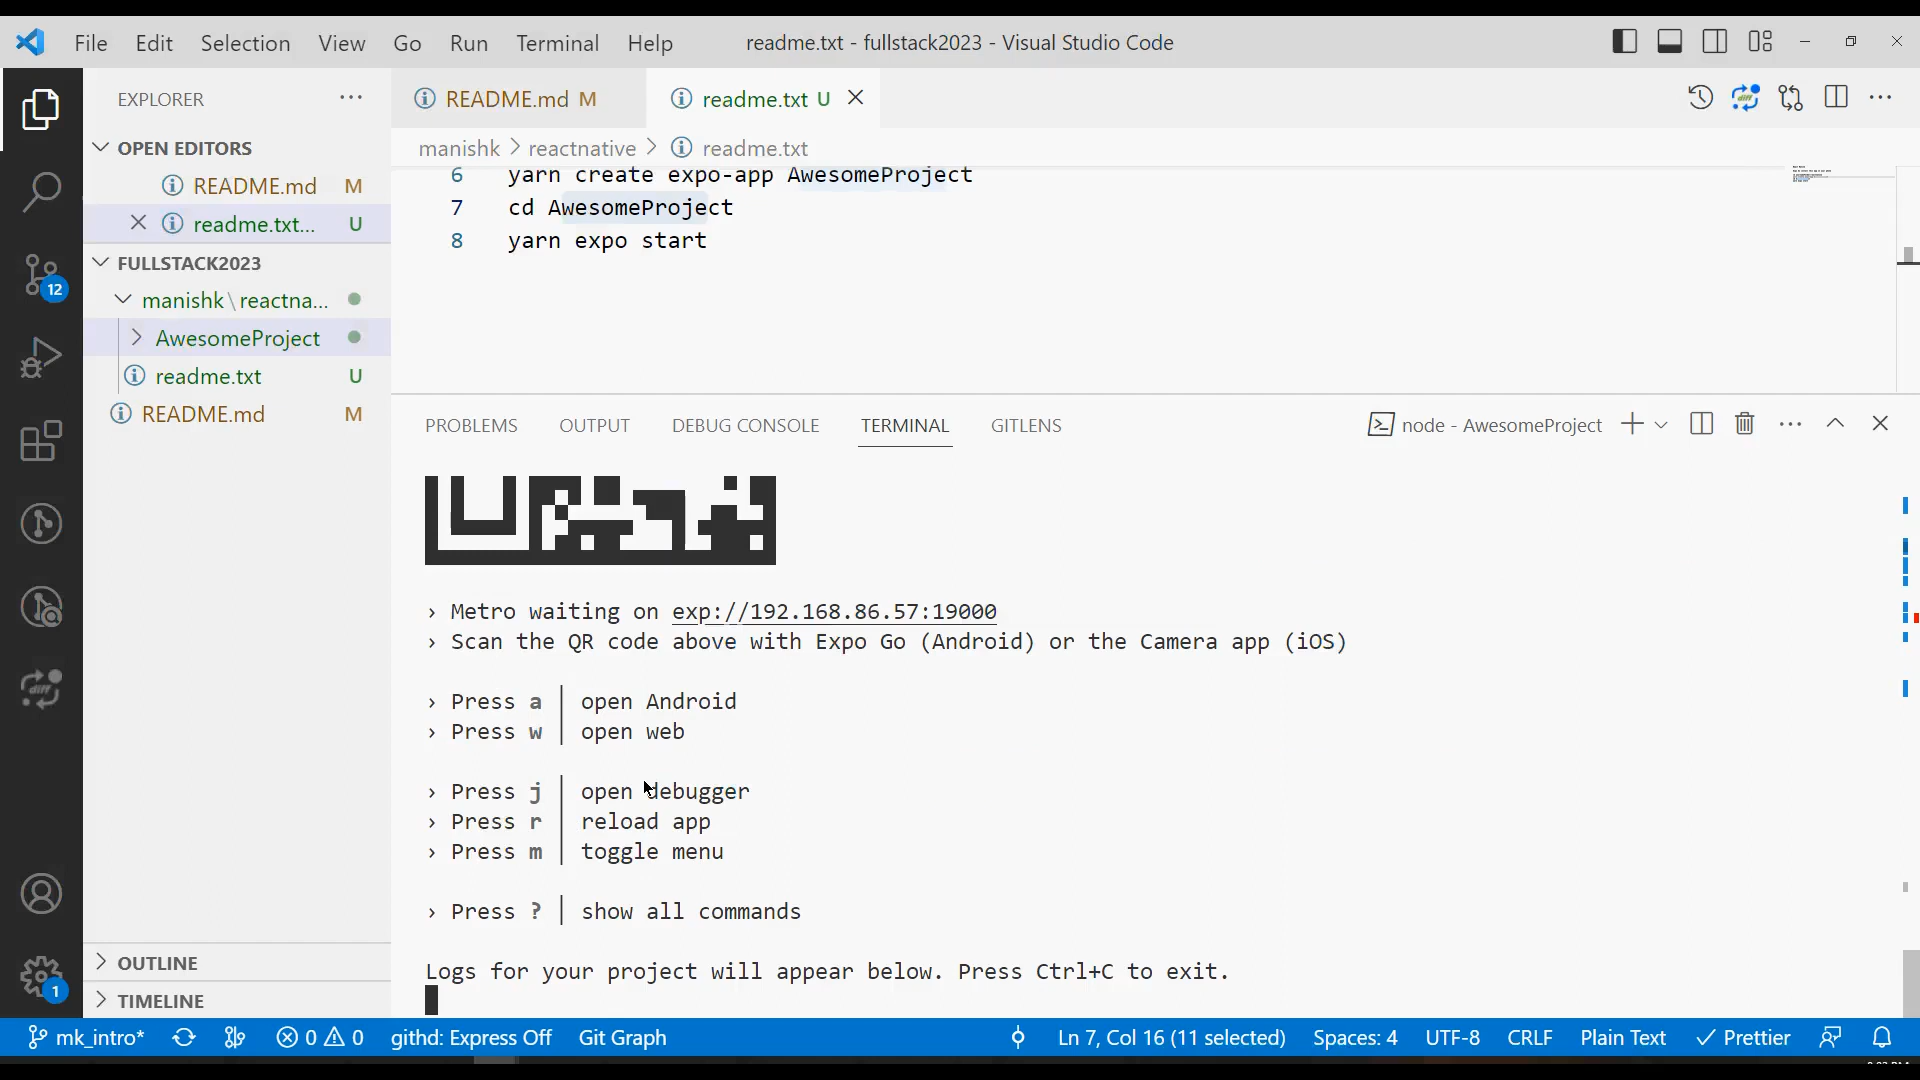 File Edit Selection View Go Run Terminal Help readme.txt - fullstack2023 - Visual Studio Code
EXPLORER ···
README.md M readme.txt U
OPEN EDITORS
manishk > reactnative > readme.txt
README.md M
readme.txt... U
6 yarn create expo-app AwesomeProject
7 cd AwesomeProject
8 yarn expo start
FULLSTACK2023
12
manishk\reactna...
AwesomeProject
readme.txt U
README.md M
PROBLEMS OUTPUT DEBUG CONSOLE TERMINAL GITLENS node - AwesomeProject
› Metro waiting on exp://192.168.86.57:19000
› Scan the QR code above with Expo Go (Android) or the Camera app (iOS)
› Press a │ open Android
› Press w │ open web
› Press j │ open debugger
› Press r │ reload app
› Press m │ toggle menu
› Press ? │ show all commands
Logs for your project will appear below. Press Ctrl+C to exit.
OUTLINE
1
TIMELINE
mk_intro* 0 0 githd: Express Off Git Graph Ln 7, Col 16 (11 selected) Spaces: 4 UTF-8 CRLF Plain Text Prettier